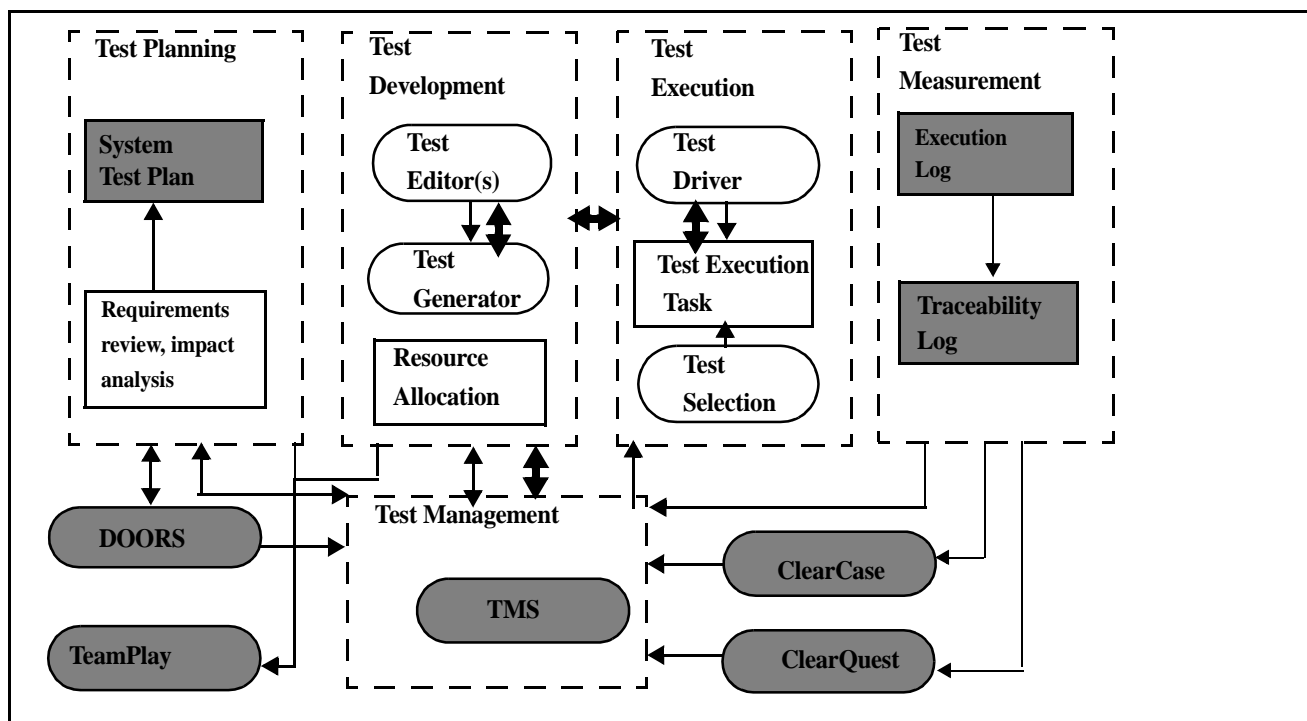 Test Planning
System
Test Plan
Requirements
review, impact
analysis
Test
Development
Test
Editor(s)
Test
Generator
Resource
Allocation
Test
Execution
Test
Driver
Test Execution
Task
Test
Selection
Test
Measurement
Execution
Log
Traceability
Log
DOORS
TeamPlay
Test Management
TMS
ClearCase
ClearQuest